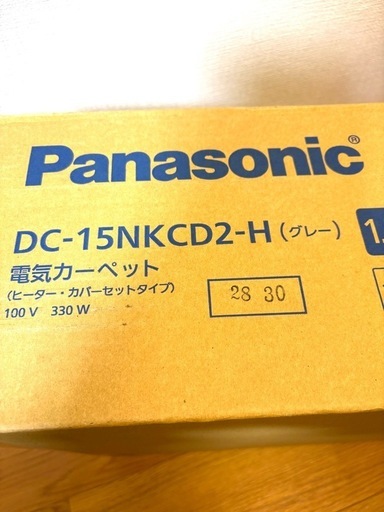 Panasonic®
DC-15NKCD2-H（グレー）
電気カーペット
（ヒーター・カバーセットタイプ）
100 V 330 W
28 30